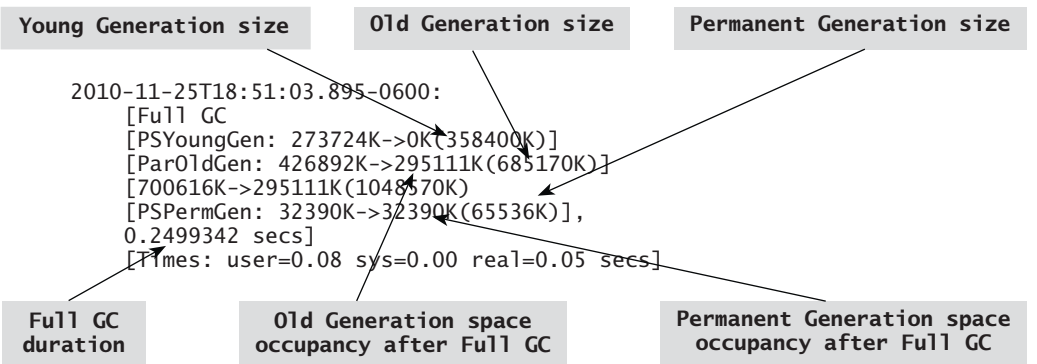 Young Generation size
Old Generation size
Permanent Generation size
2010-11-25T18:51:03.895-0600:
[Full GC
[PSYoungGen: 273724K->0K(358400K)]
[ParOldGen: 426892K->295111K(685170K)]
[700616K->295111K(1048570K)
[PSPermGen: 32390K->32390K(65536K)],
0.2499342 secs]
[Times: user=0.08 sys=0.00 real=0.05 secs]
Full GC
duration
Old Generation space
occupancy after Full GC
Permanent Generation space
occupancy after Full GC